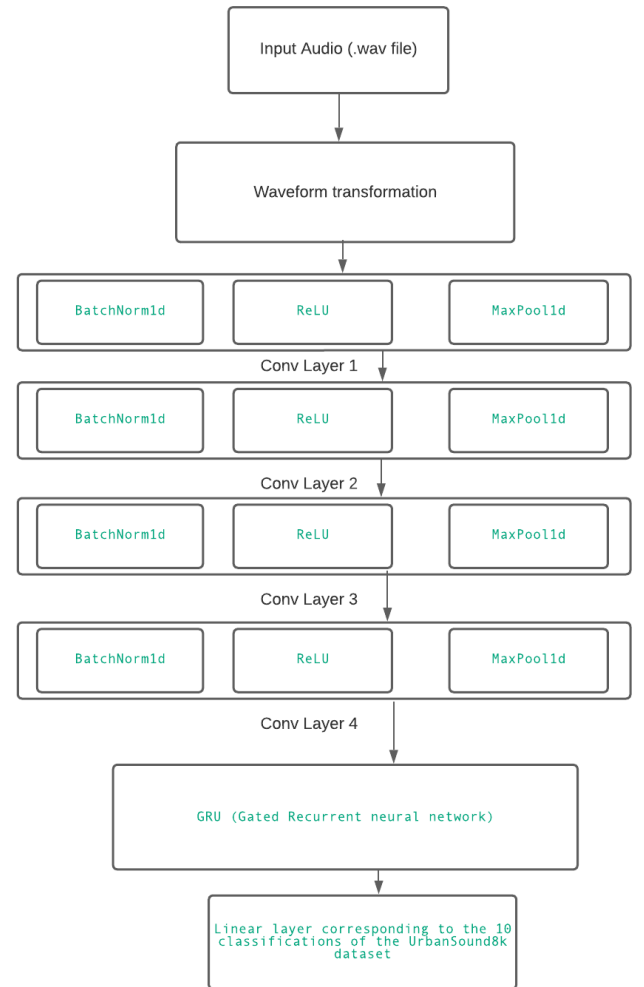 Input Audio (.wav file)
Waveform transformation
BatchNorm1d ReLU MaxPool1d
Conv Layer 1
BatchNorm1d ReLU MaxPool1d
Conv Layer 2
BatchNorm1d ReLU MaxPool1d
Conv Layer 3
BatchNorm1d ReLU MaxPool1d
Conv Layer 4
GRU (Gated Recurrent neural network)
Linear layer corresponding to the 10
classifications of the UrbanSound8k
dataset